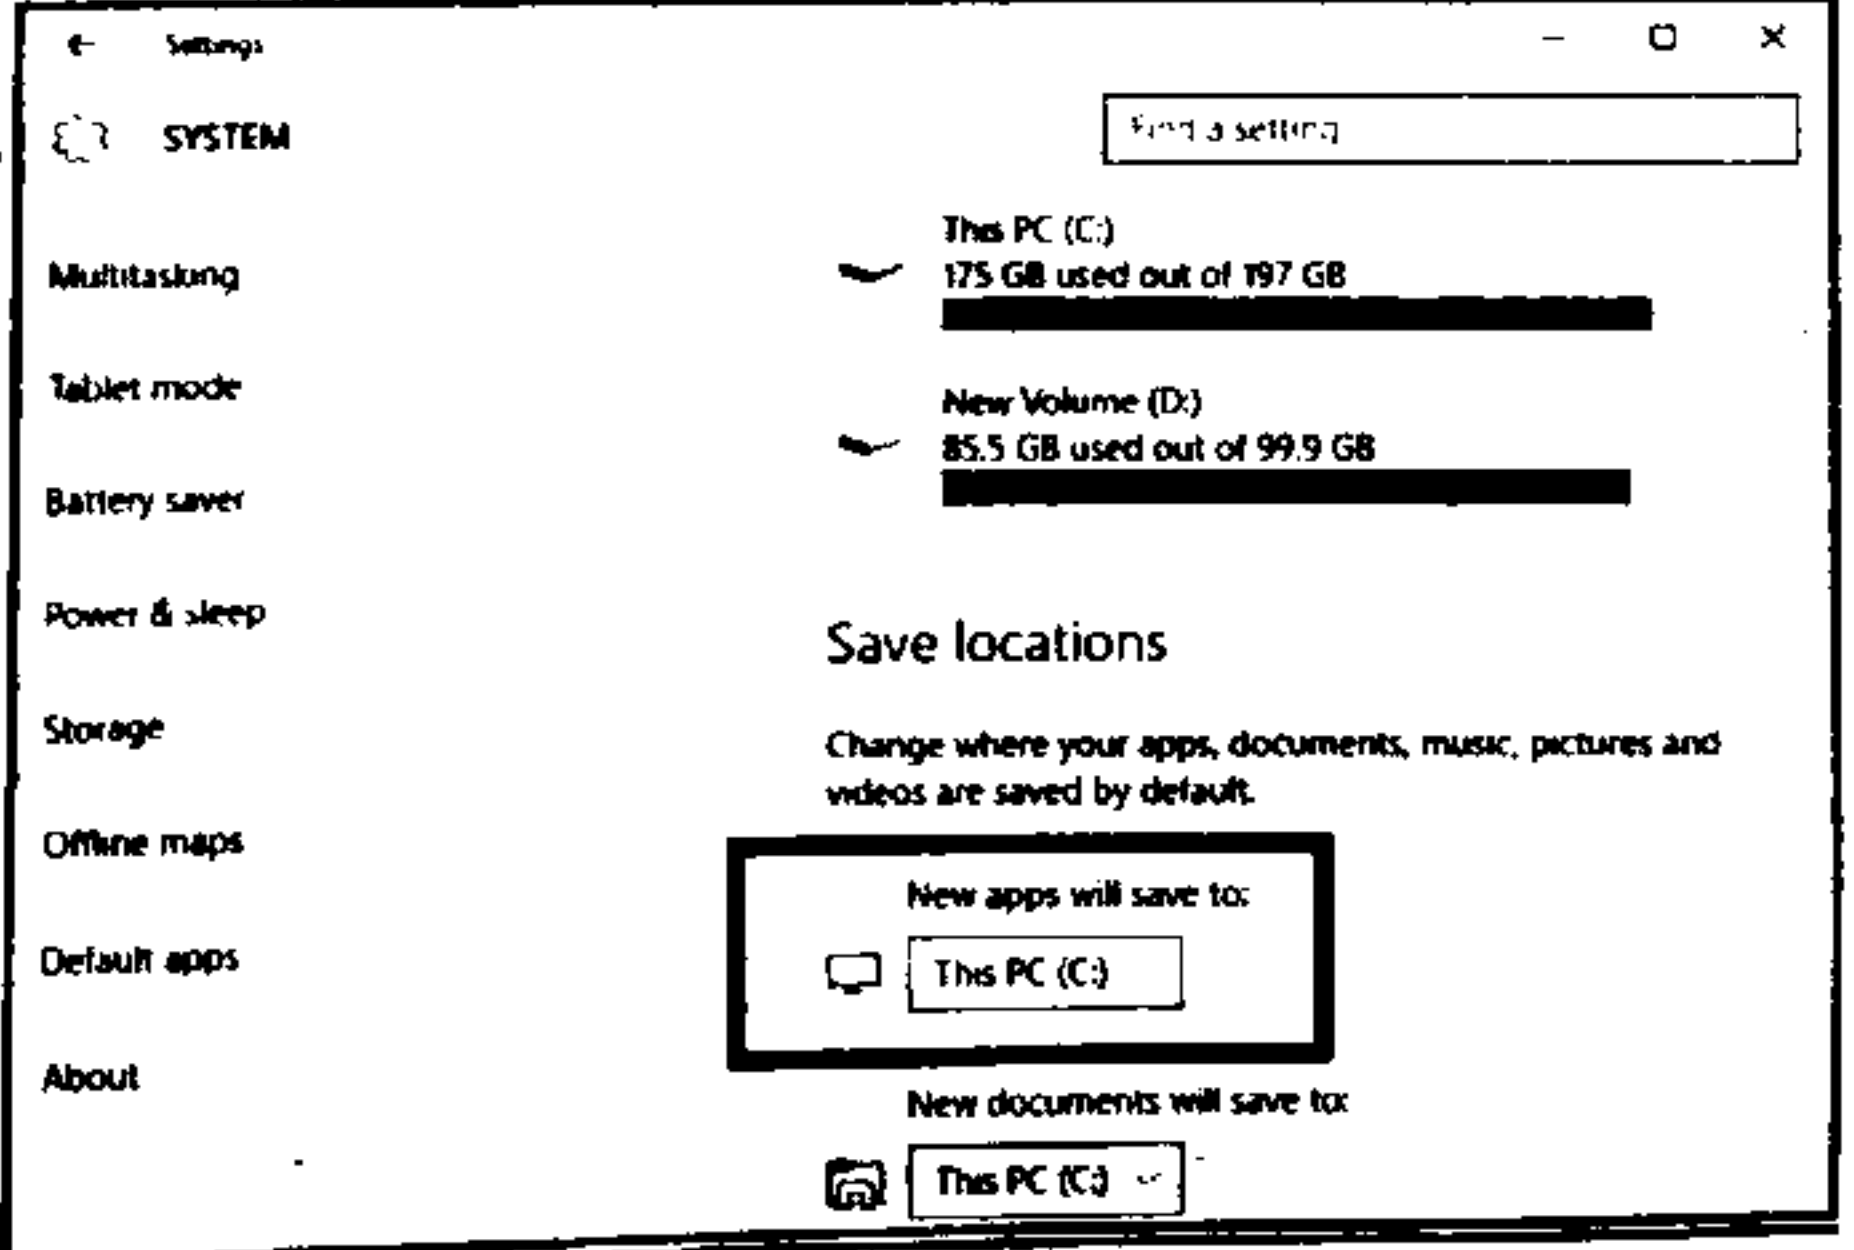 Settings
SYSTEM
Find a setting
Multitasking
Tablet mode
Battery saver
Power & sleep
Storage
Offline maps
Default apps
About
This PC (C:)
175 GB used out of 197 GB
New Volume (D:)
85.5 GB used out of 99.9 GB
Save locations
Change where your apps, documents, music, pictures and
videos are saved by default.
New apps will save to:
This PC (C:)
New documents will save to:
This PC (C:)